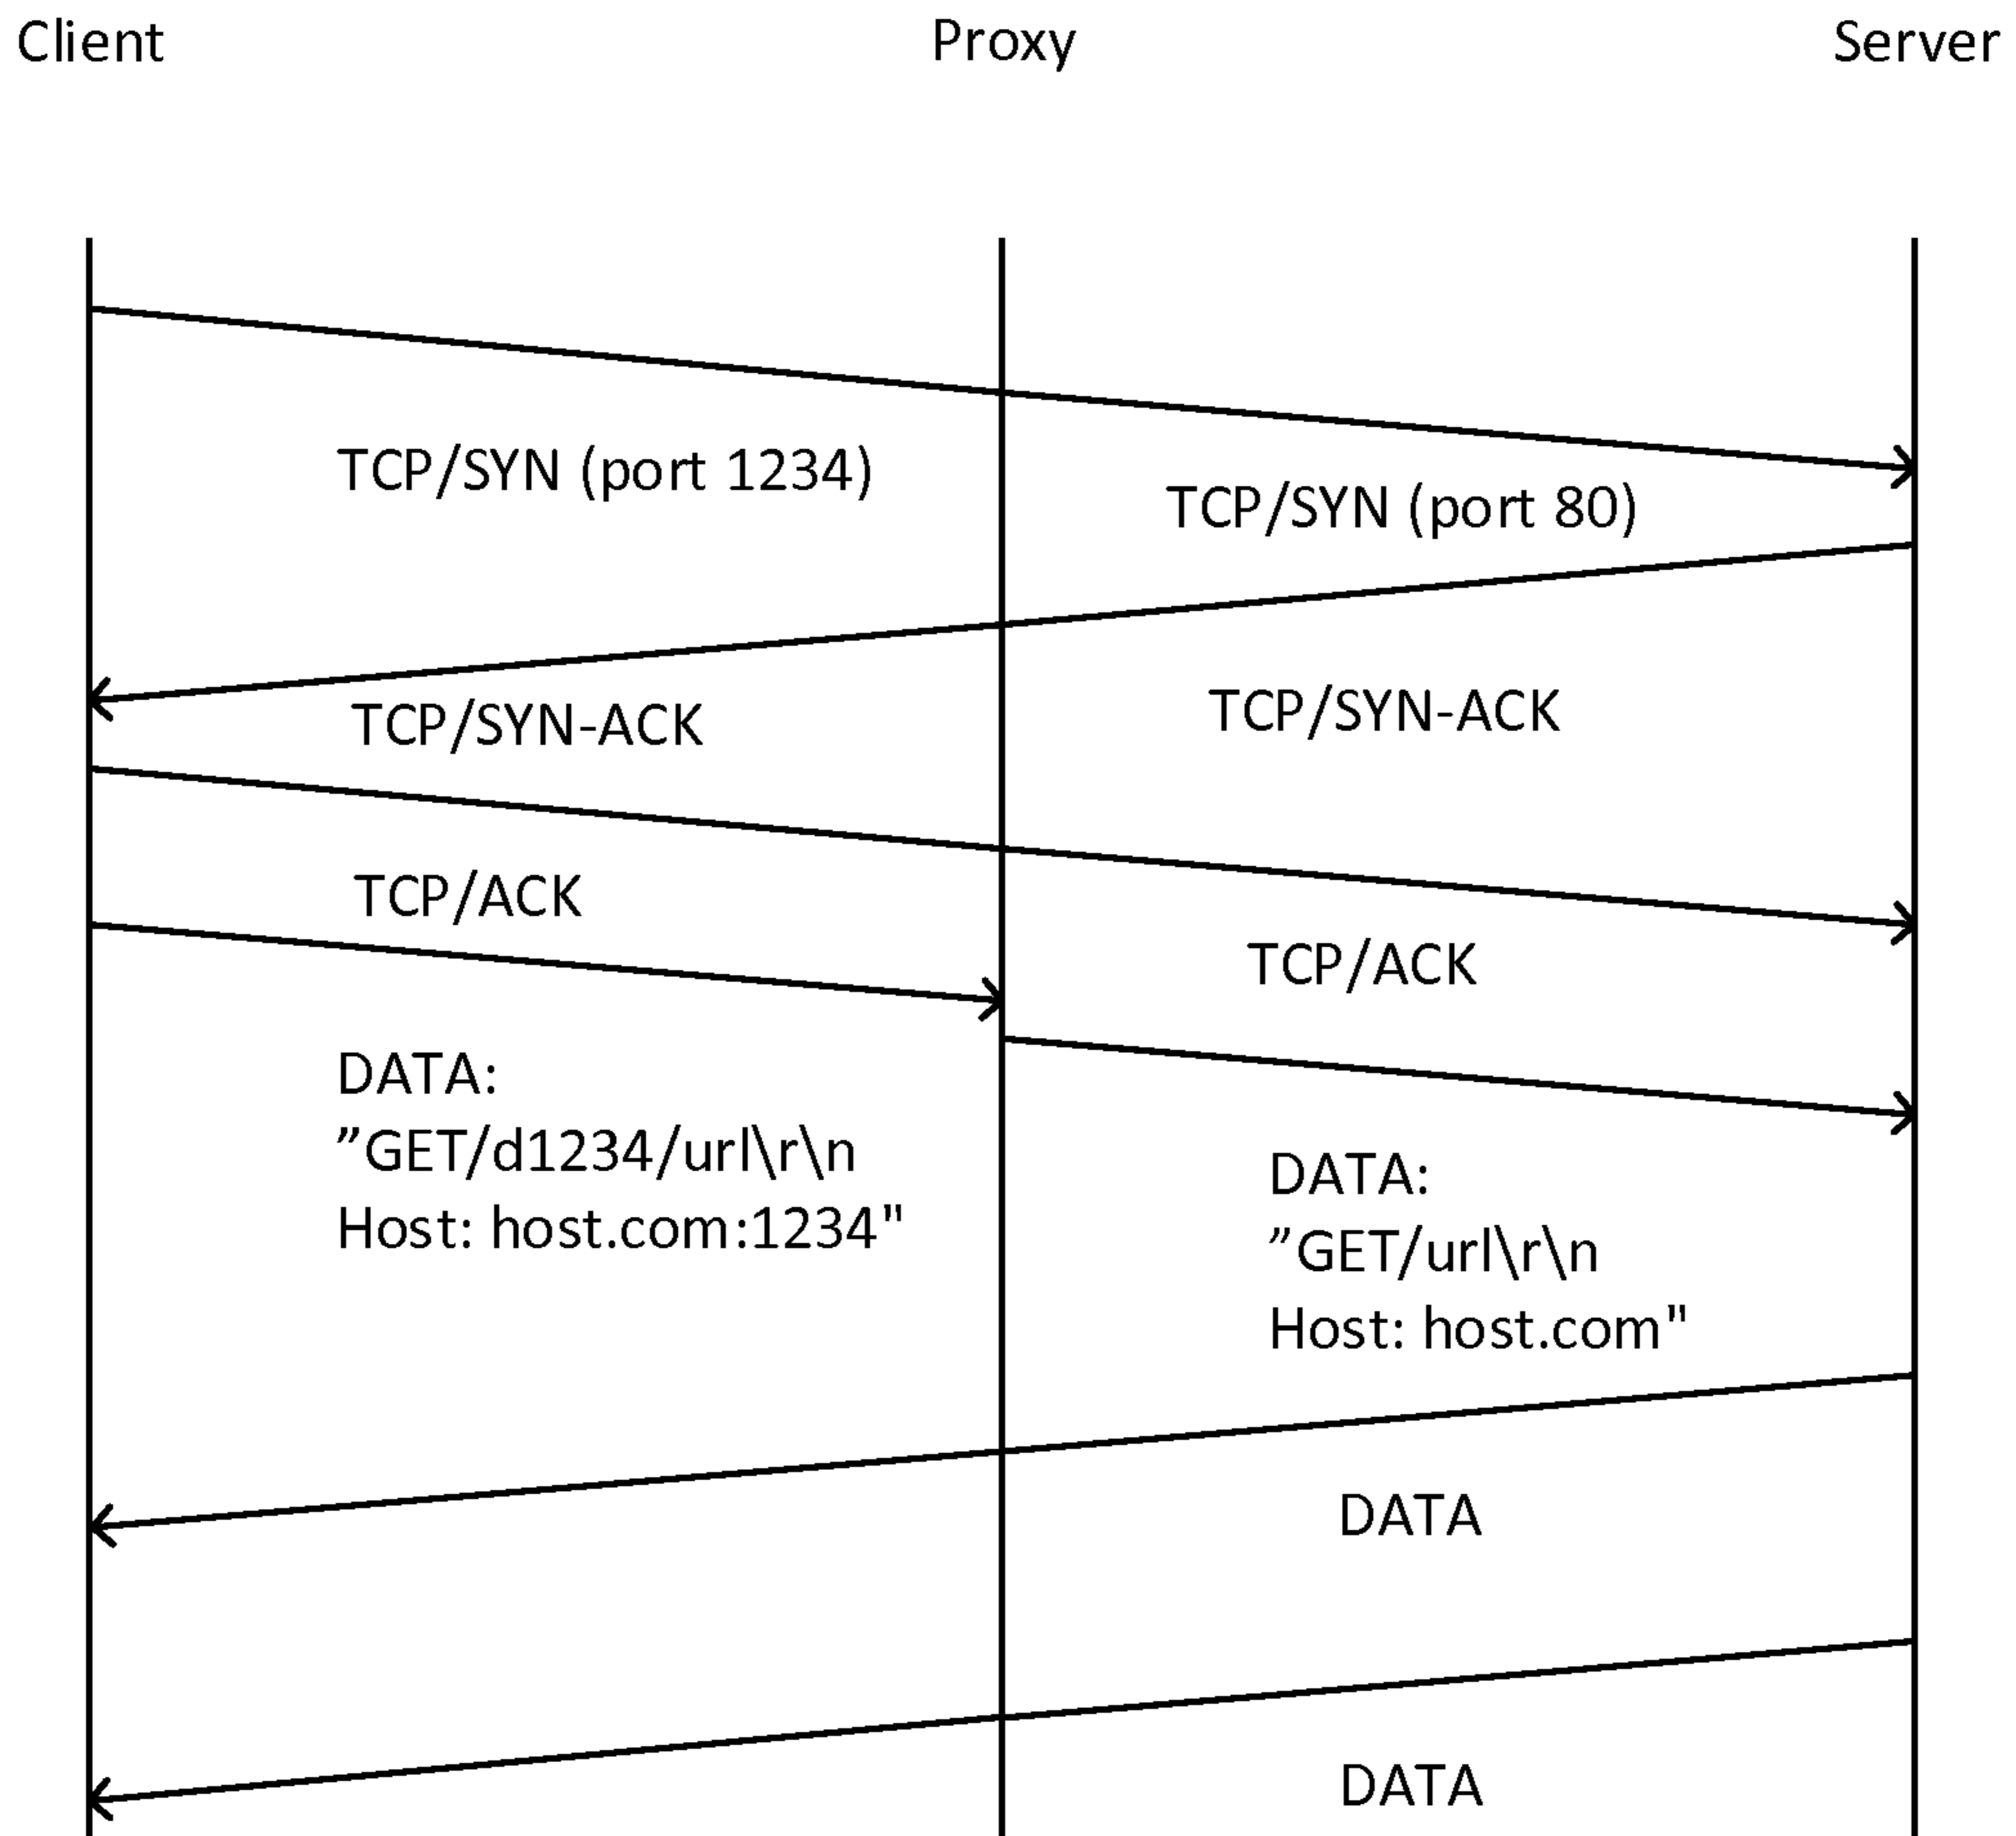 Client
Proxy
Server
TCP/SYN (port 1234)
TCP/SYN (port 80)
TCP/SYN-ACK
TCP/SYN-ACK
TCP/ACK
TCP/ACK
DATA:
”GET/d1234/url\r\n
Host: host.com:1234"
DATA:
”GET/url\r\n
Host: host.com"
DATA
DATA